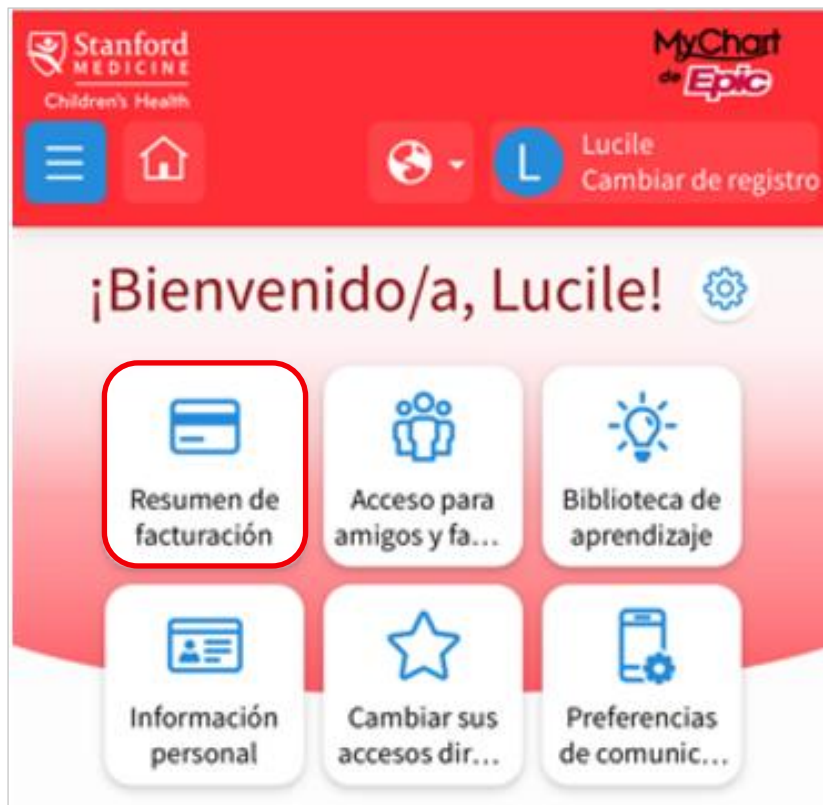 Stanford
MEDICINE
Children's Health
MyChart
de Epic
L
Lucile
Cambiar de registro
¡Bienvenido/a, Lucile!
Resumen de
facturación
Acceso para
amigos y fa...
Biblioteca de
aprendizaje
Información
personal
Cambiar sus
accesos dir...
Preferencias
de comunic...